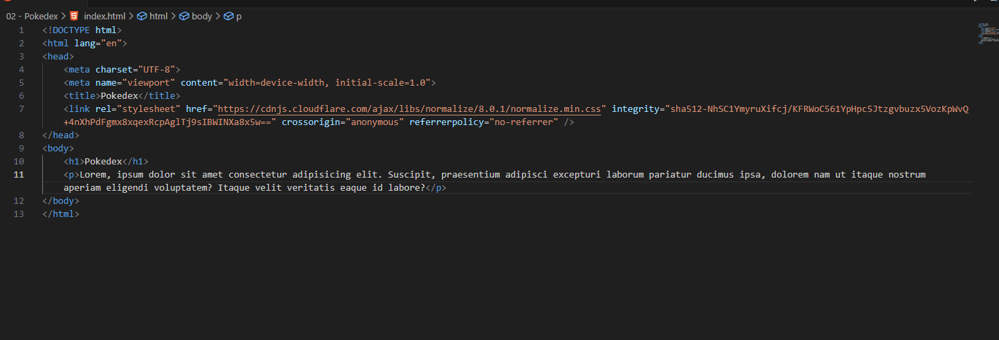 02 - Pokedex > index.html > html > body > p
1 <!DOCTYPE html>
2 <html lang="en">
3 <head>
4 <meta charset="UTF-8">
5 <meta name="viewport" content="width=device-width, initial-scale=1.0">
6 <title>Pokedex</title>
7 <link rel="stylesheet" href="https://cdnjs.cloudflare.com/ajax/libs/normalize/8.0.1/normalize.min.css" integrity="sha512-NhSC1YmyruXifcj/KFRWoC561YpHpc5Jtzgvbuzx5VozKpWvQ
+4nXhPdFgmx8xqexRcpAglTj9sIBWINXa8x5w==" crossorigin="anonymous" referrerpolicy="no-referrer" />
8 </head>
9 <body>
10 <h1>Pokedex</h1>
11 <p>Lorem, ipsum dolor sit amet consectetur adipisicing elit. Suscipit, praesentium adipisci excepturi laborum pariatur ducimus ipsa, dolorem nam ut itaque nostrum
aperiam eligendi voluptatem? Itaque velit veritatis eaque id labore?</p>
12 </body>
13 </html>